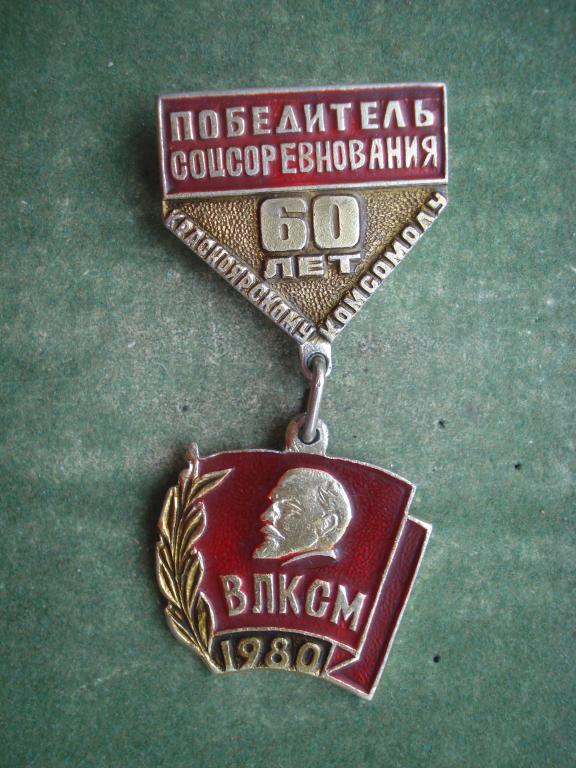 ПОБЕДИТЕЛЬ
СОЦСОРЕВНОВАНИЯ
60
ЛЕТ
КРАСНОЯРСКОМУ
КОМСОМОЛУ
ВЛКСМ
1980